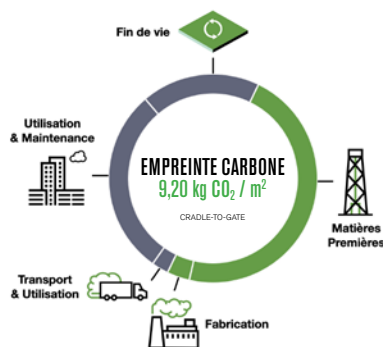 Fin de vie
Utilisation
& Maintenance
EMPREINTE CARBONE
9,20 kg CO₂ / m²
CRADLE-TO-GATE
Matières
Premières
Transport
& Utilisation
Fabrication